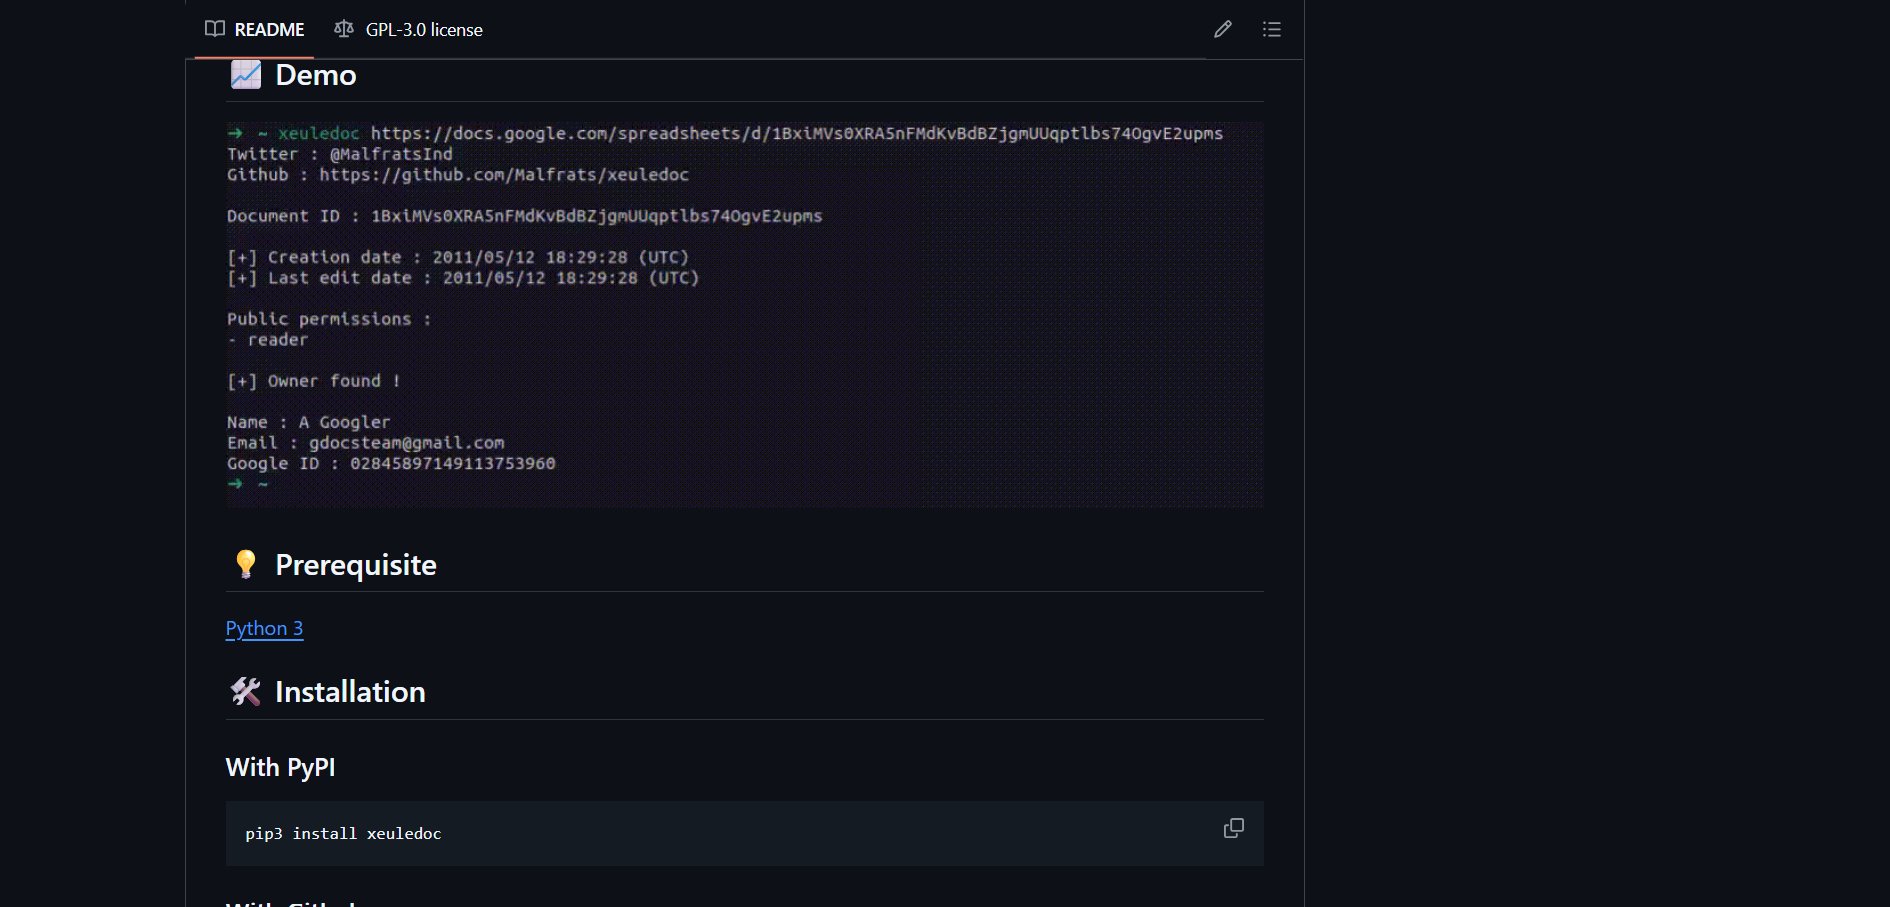 README
GPL-3.0 license
Demo
➜ ~ xeuledoc https://docs.google.com/spreadsheets/d/1BxiMVs0XRA5nFMdKvBdBZjgmUUqptlbs74OgvE2upms
Twitter : @MalfratsInd
Github : https://github.com/Malfrats/xeuledoc
Document ID : 1BxiMVs0XRA5nFMdKvBdBZjgmUUqptlbs74OgvE2upms
[+] Creation date : 2011/05/12 18:29:28 (UTC)
[+] Last edit date : 2011/05/12 18:29:28 (UTC)
Public permissions :
- reader
[+] Owner found !
Name : A Googler
Email : gdocsteam@gmail.com
Google ID : 02845897149113753960
➜ ~
Prerequisite
Python 3
Installation
With PyPI
pip3 install xeuledoc